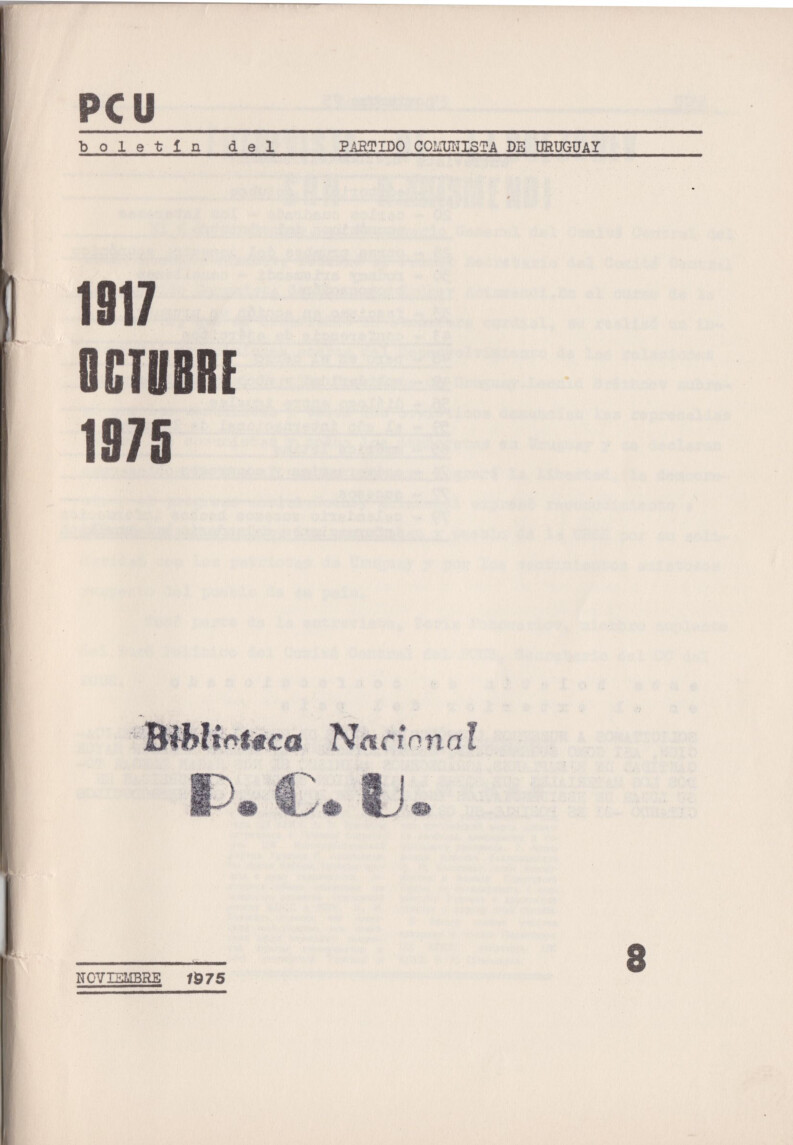 PCU
boletín del PARTIDO COMUNISTA DE URUGUAY
1917
OCTUBRE
1975
Biblioteca Nacional
P.C.U.
8
NOVIEMBRE 1975